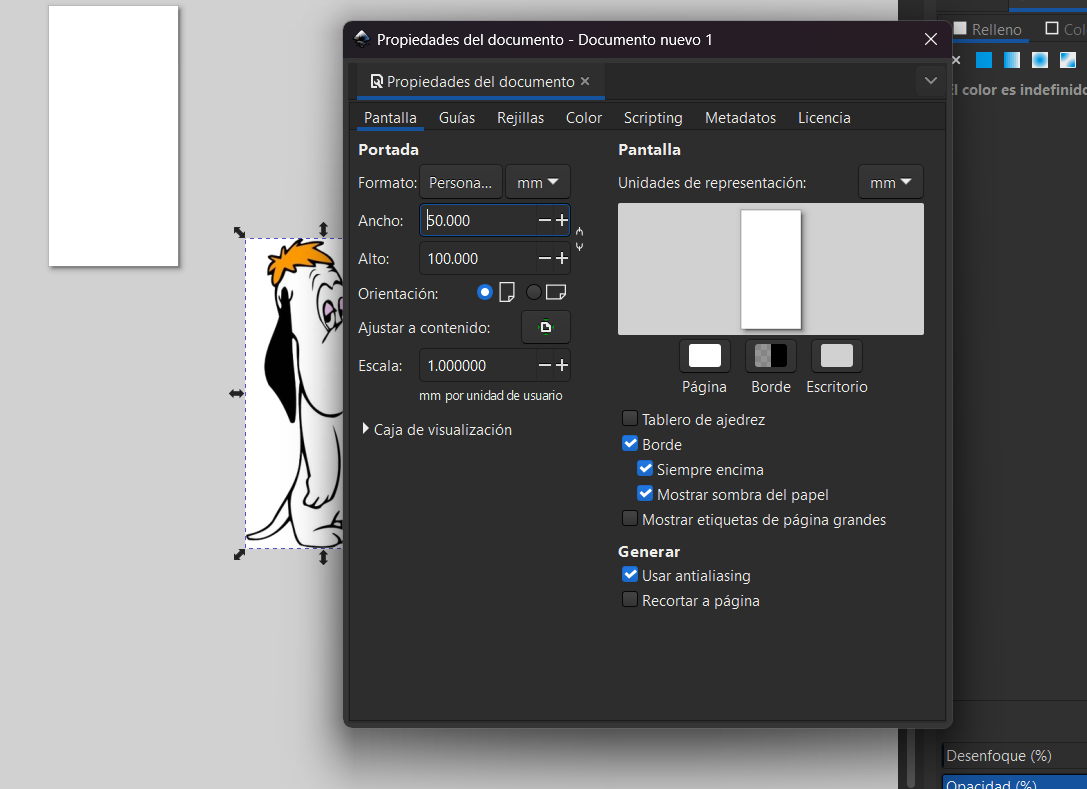 Propiedades del documento - Documento nuevo 1
Propiedades del documento
Pantalla Guías Rejillas Color Scripting Metadatos Licencia
Portada
Formato: Persona... mm
Ancho: 50.000
Alto: 100.000
Orientación:
Ajustar a contenido:
Escala: 1.000000
mm por unidad de usuario
Caja de visualización
Pantalla
Unidades de representación: mm
Página Borde Escritorio
Tablero de ajedrez
Borde
Siempre encima
Mostrar sombra del papel
Mostrar etiquetas de página grandes
Generar
Usar antialiasing
Recortar a página
Relleno Col
El color es indefinido
Desenfoque (%)
Opacidad (%)